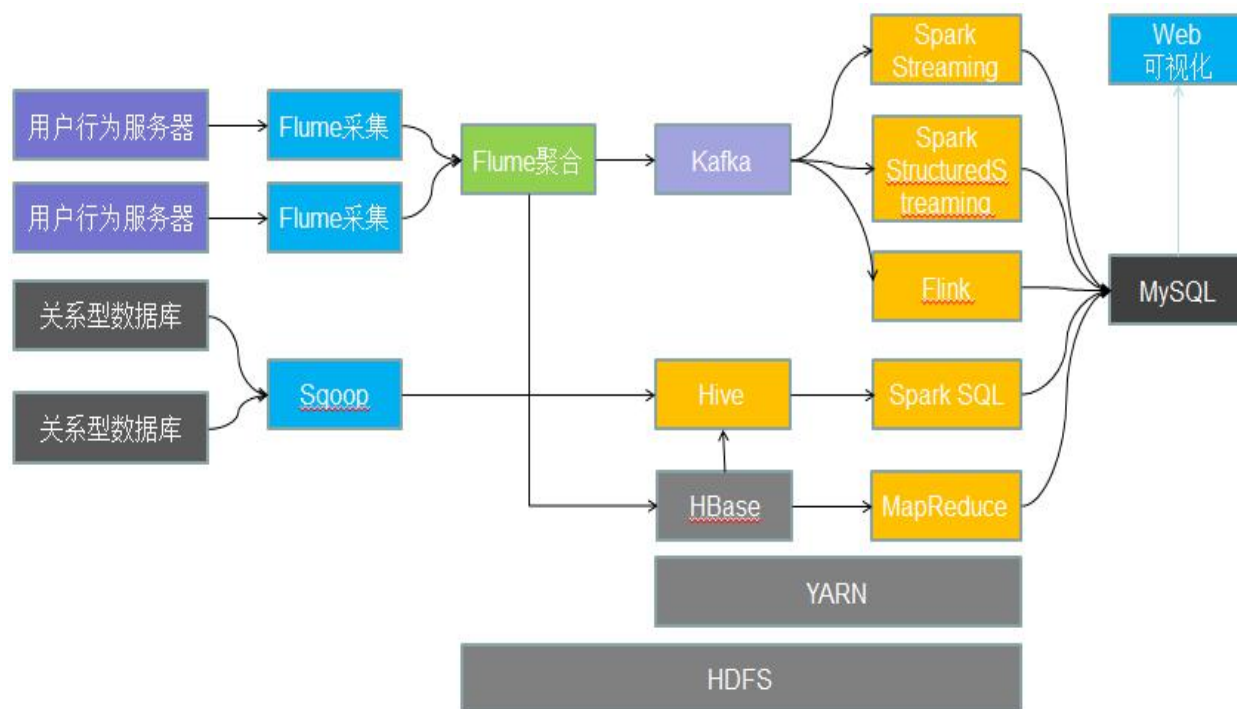 Spark
Streaming
Web
可视化
用户行为服务器
Flume采集
Flume聚合
Kafka
Spark
StructuredS
treaming
用户行为服务器
Flume采集
关系型数据库
Flink
MySQL
Sqoop
Hive
Spark SQL
关系型数据库
HBase
MapReduce
YARN
HDFS